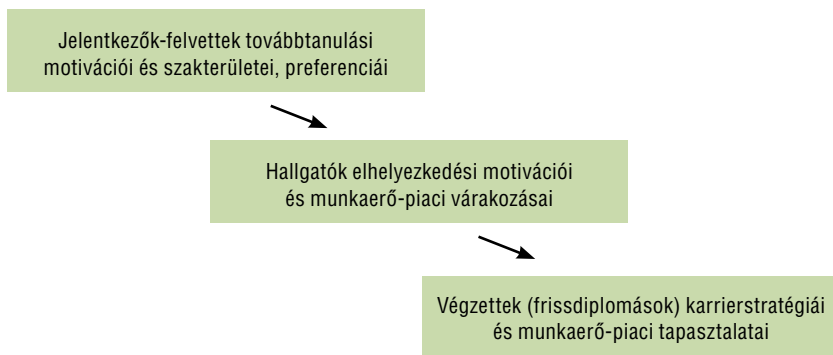 Jelentkezők-felvettek továbbtanulási
motivációi és szakterületei, preferenciái
Hallgatók elhelyezkedési motivációi
és munkaerő-piaci várakozásai
Végzettek (frissdiplomások) karrierstratégiái
és munkaerő-piaci tapasztalatai